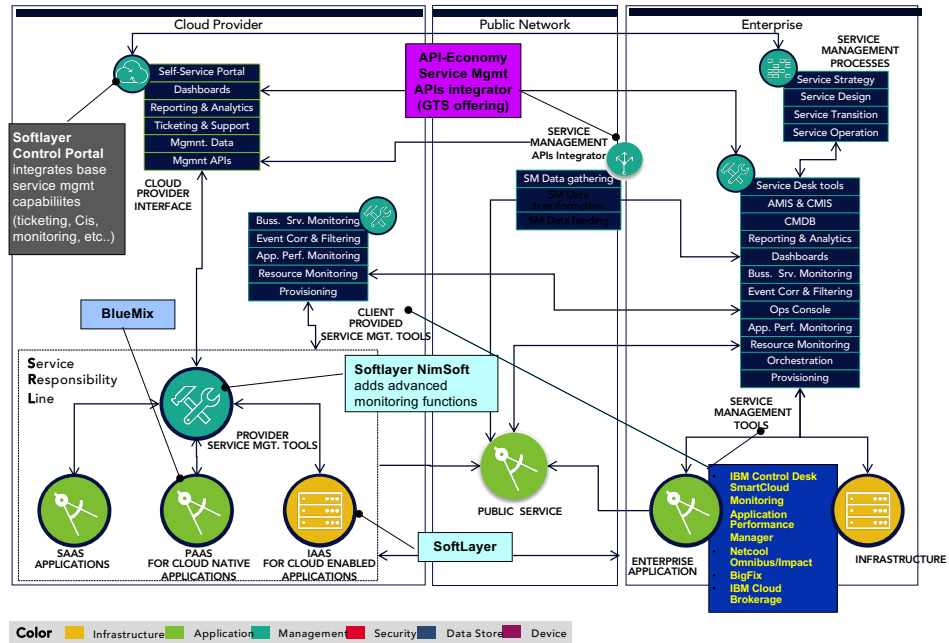 Cloud Provider
Public Network
Enterprise
API-Economy
Service Mgmt
APIs integrator
(GTS offering)
SERVICE
MANAGEMENT
PROCESSES
Self-Service Portal
Dashboards
Reporting & Analytics
Ticketing & Support
Mgmnt. Data
Mgmnt APIs
CLOUD
PROVIDER
INTERFACE
Softlayer
Control Portal
integrates base
service mgmt
capabiliites
(ticketing, Cis,
monitoring, etc..)
Service Strategy
Service Design
Service Transition
Service Operation
SERVICE
MANAGEMENT
APIs Integrator
SM Data gathering
SM Data
transformation
SM Data feeding
Service Desk tools
AMIS & CMIS
CMDB
Reporting & Analytics
Dashboards
Buss. Srv. Monitoring
Event Corr & Filtering
Ops Console
App. Perf. Monitoring
Resource Monitoring
Orchestration
Provisioning
Buss. Srv. Monitoring
Event Corr & Filtering
App. Perf. Monitoring
Resource Monitoring
Provisioning
CLIENT
PROVIDED
SERVICE MGT. TOOLS
BlueMix
Service
Responsibility
Line
Softlayer NimSoft
adds advanced
monitoring functions
PROVIDER
SERVICE MGT. TOOLS
SERVICE
MANAGEMENT
TOOLS
PUBLIC SERVICE
SoftLayer
SAAS
APPLICATIONS
PAAS
FOR CLOUD NATIVE
APPLICATIONS
IAAS
FOR CLOUD ENABLED
APPLICATIONS
ENTERPRISE
APPLICATION
• IBM Control Desk
• SmartCloud
Monitoring
• Application
Performance
Manager
• Netcool
Omnibus/Impact
• BigFix
• IBM Cloud
Brokerage
INFRASTRUCTURE
Color
Infrastructure
Application
Management
Security
Data Store
Device